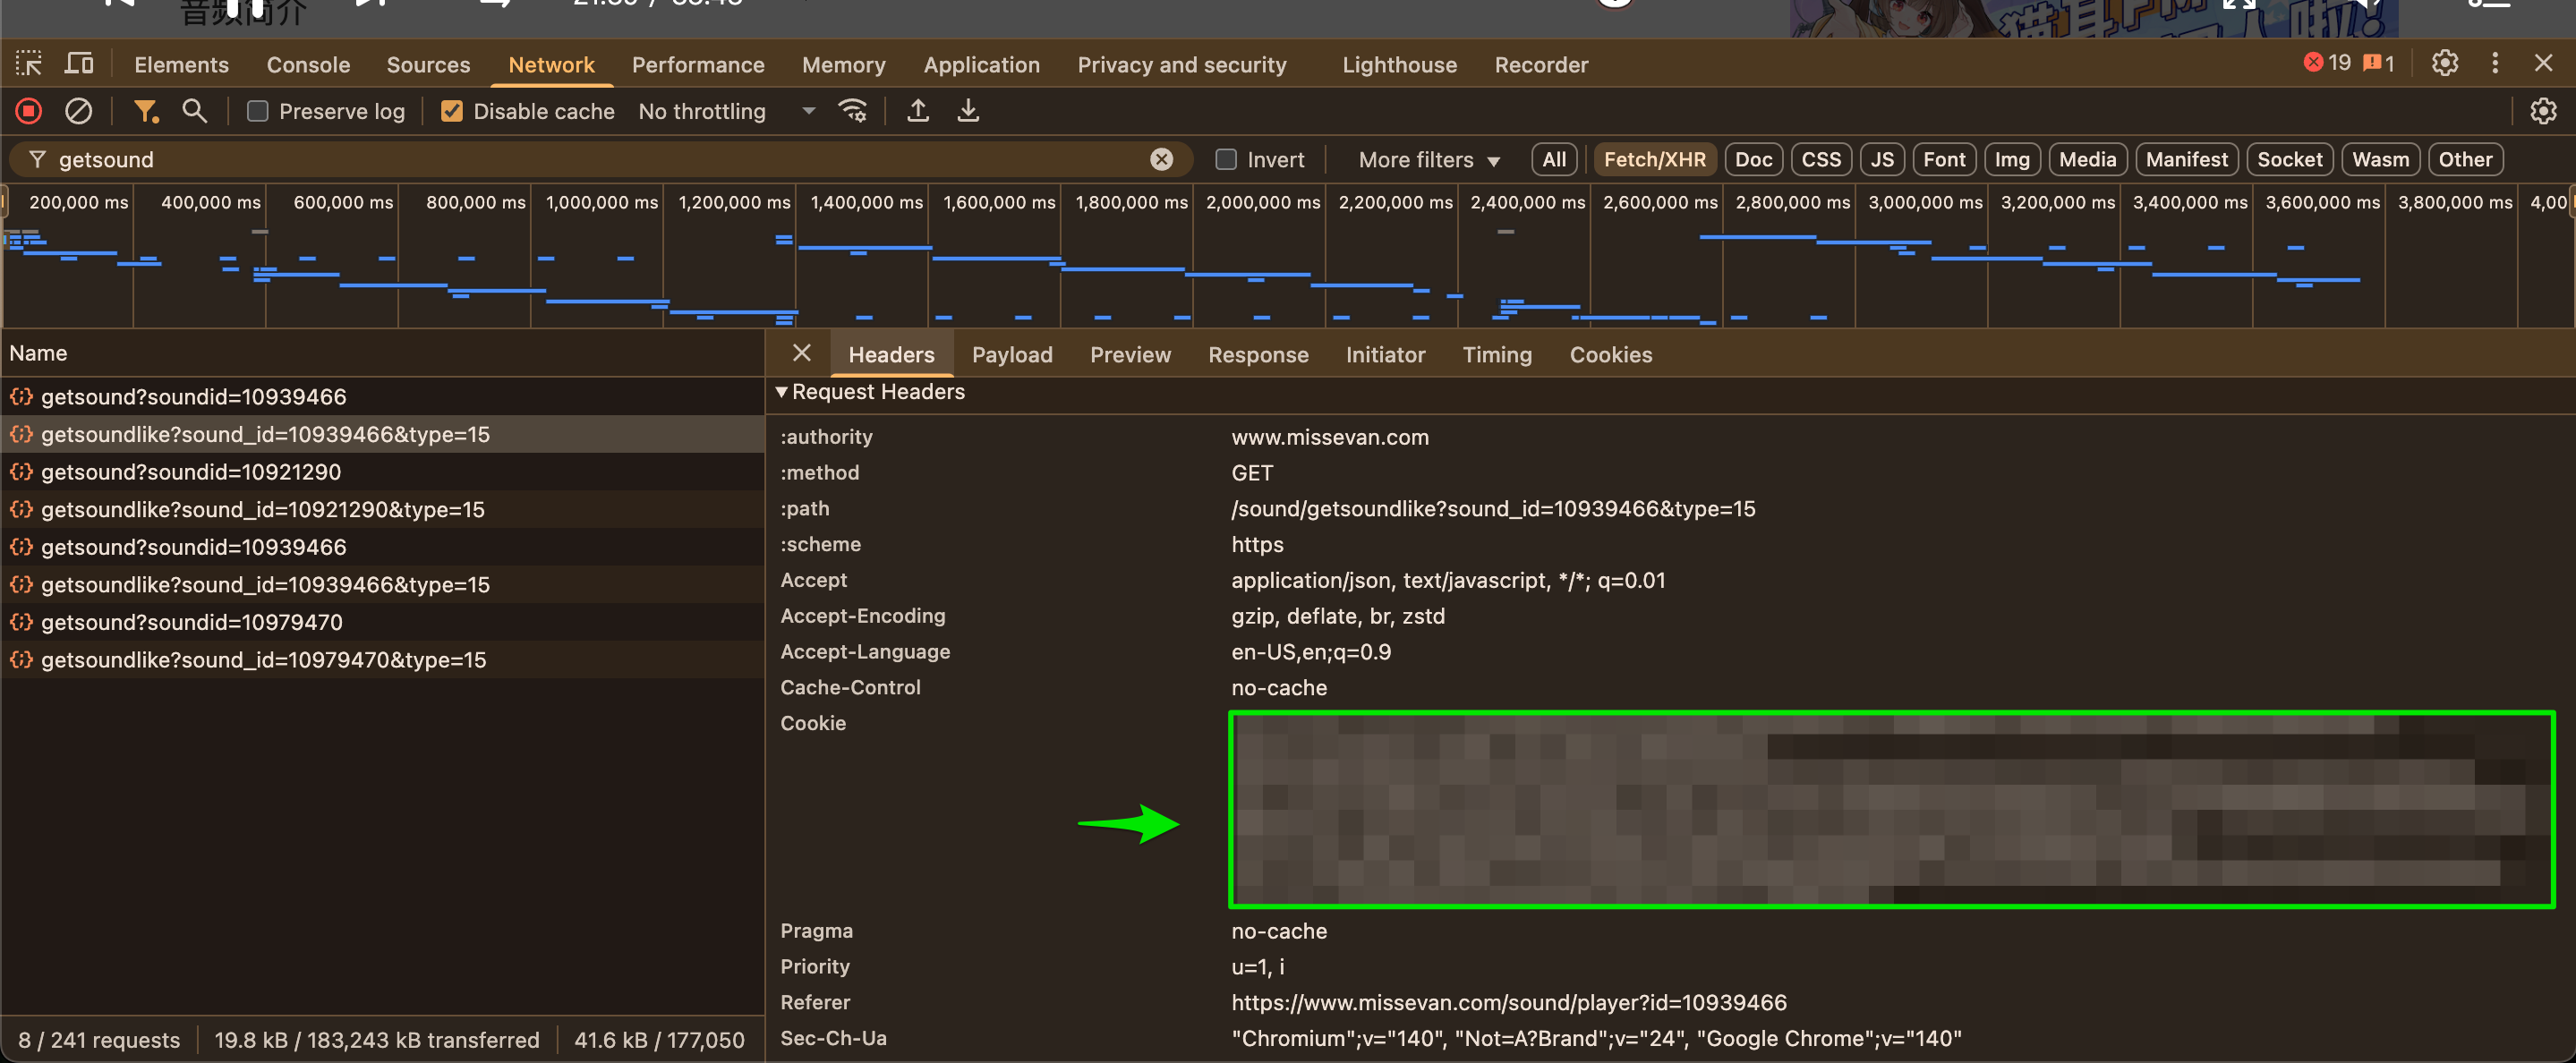 音频简介
Elements Console Sources Network Performance Memory Application Privacy and security Lighthouse Recorder 19 1
Preserve log Disable cache No throttling
getsound Invert More filters All Fetch/XHR Doc CSS JS Font Img Media Manifest Socket Wasm Other
200,000 ms 400,000 ms 600,000 ms 800,000 ms 1,000,000 ms 1,200,000 ms 1,400,000 ms 1,600,000 ms 1,800,000 ms 2,000,000 ms 2,200,000 ms 2,400,000 ms 2,600,000 ms 2,800,000 ms 3,000,000 ms 3,200,000 ms 3,400,000 ms 3,600,000 ms 3,800,000 ms 4,00
Name
getsound?soundid=10939466
getsoundlike?sound_id=10939466&type=15
getsound?soundid=10921290
getsoundlike?sound_id=10921290&type=15
getsound?soundid=10939466
getsoundlike?sound_id=10939466&type=15
getsound?soundid=10979470
getsoundlike?sound_id=10979470&type=15
8 / 241 requests 19.8 kB / 183,243 kB transferred 41.6 kB / 177,050
Headers Payload Preview Response Initiator Timing Cookies
Request Headers
:authority www.missevan.com
:method GET
:path /sound/getsoundlike?sound_id=10939466&type=15
:scheme https
Accept application/json, text/javascript, */*; q=0.01
Accept-Encoding gzip, deflate, br, zstd
Accept-Language en-US,en;q=0.9
Cache-Control no-cache
Cookie
Pragma no-cache
Priority u=1, i
Referer https://www.missevan.com/sound/player?id=10939466
Sec-Ch-Ua "Chromium";v="140", "Not=A?Brand";v="24", "Google Chrome";v="140"